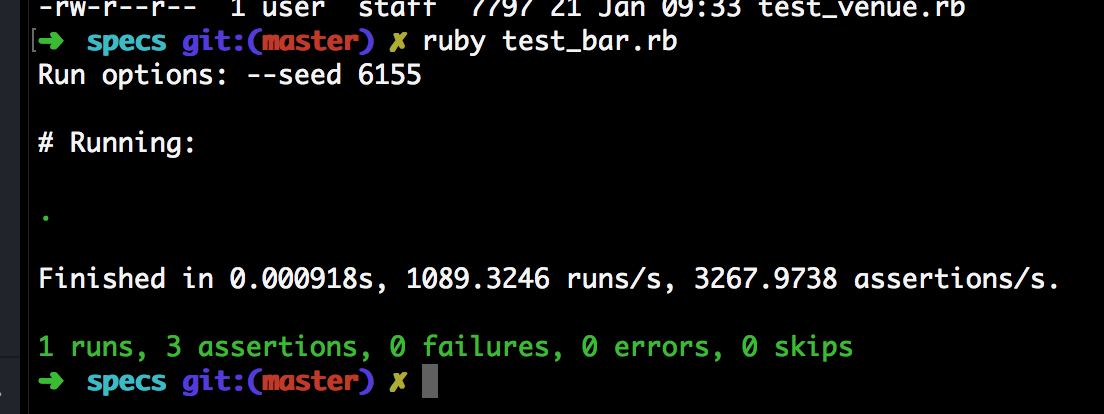 -rw-r--r-- 1 user staff 7797 21 Jan 09:33 test_venue.rb
[➜ specs git:(master) ✗ ruby test_bar.rb
Run options: --seed 6155
# Running:
.
Finished in 0.000918s, 1089.3246 runs/s, 3267.9738 assertions/s.
1 runs, 3 assertions, 0 failures, 0 errors, 0 skips
➜ specs git:(master) ✗